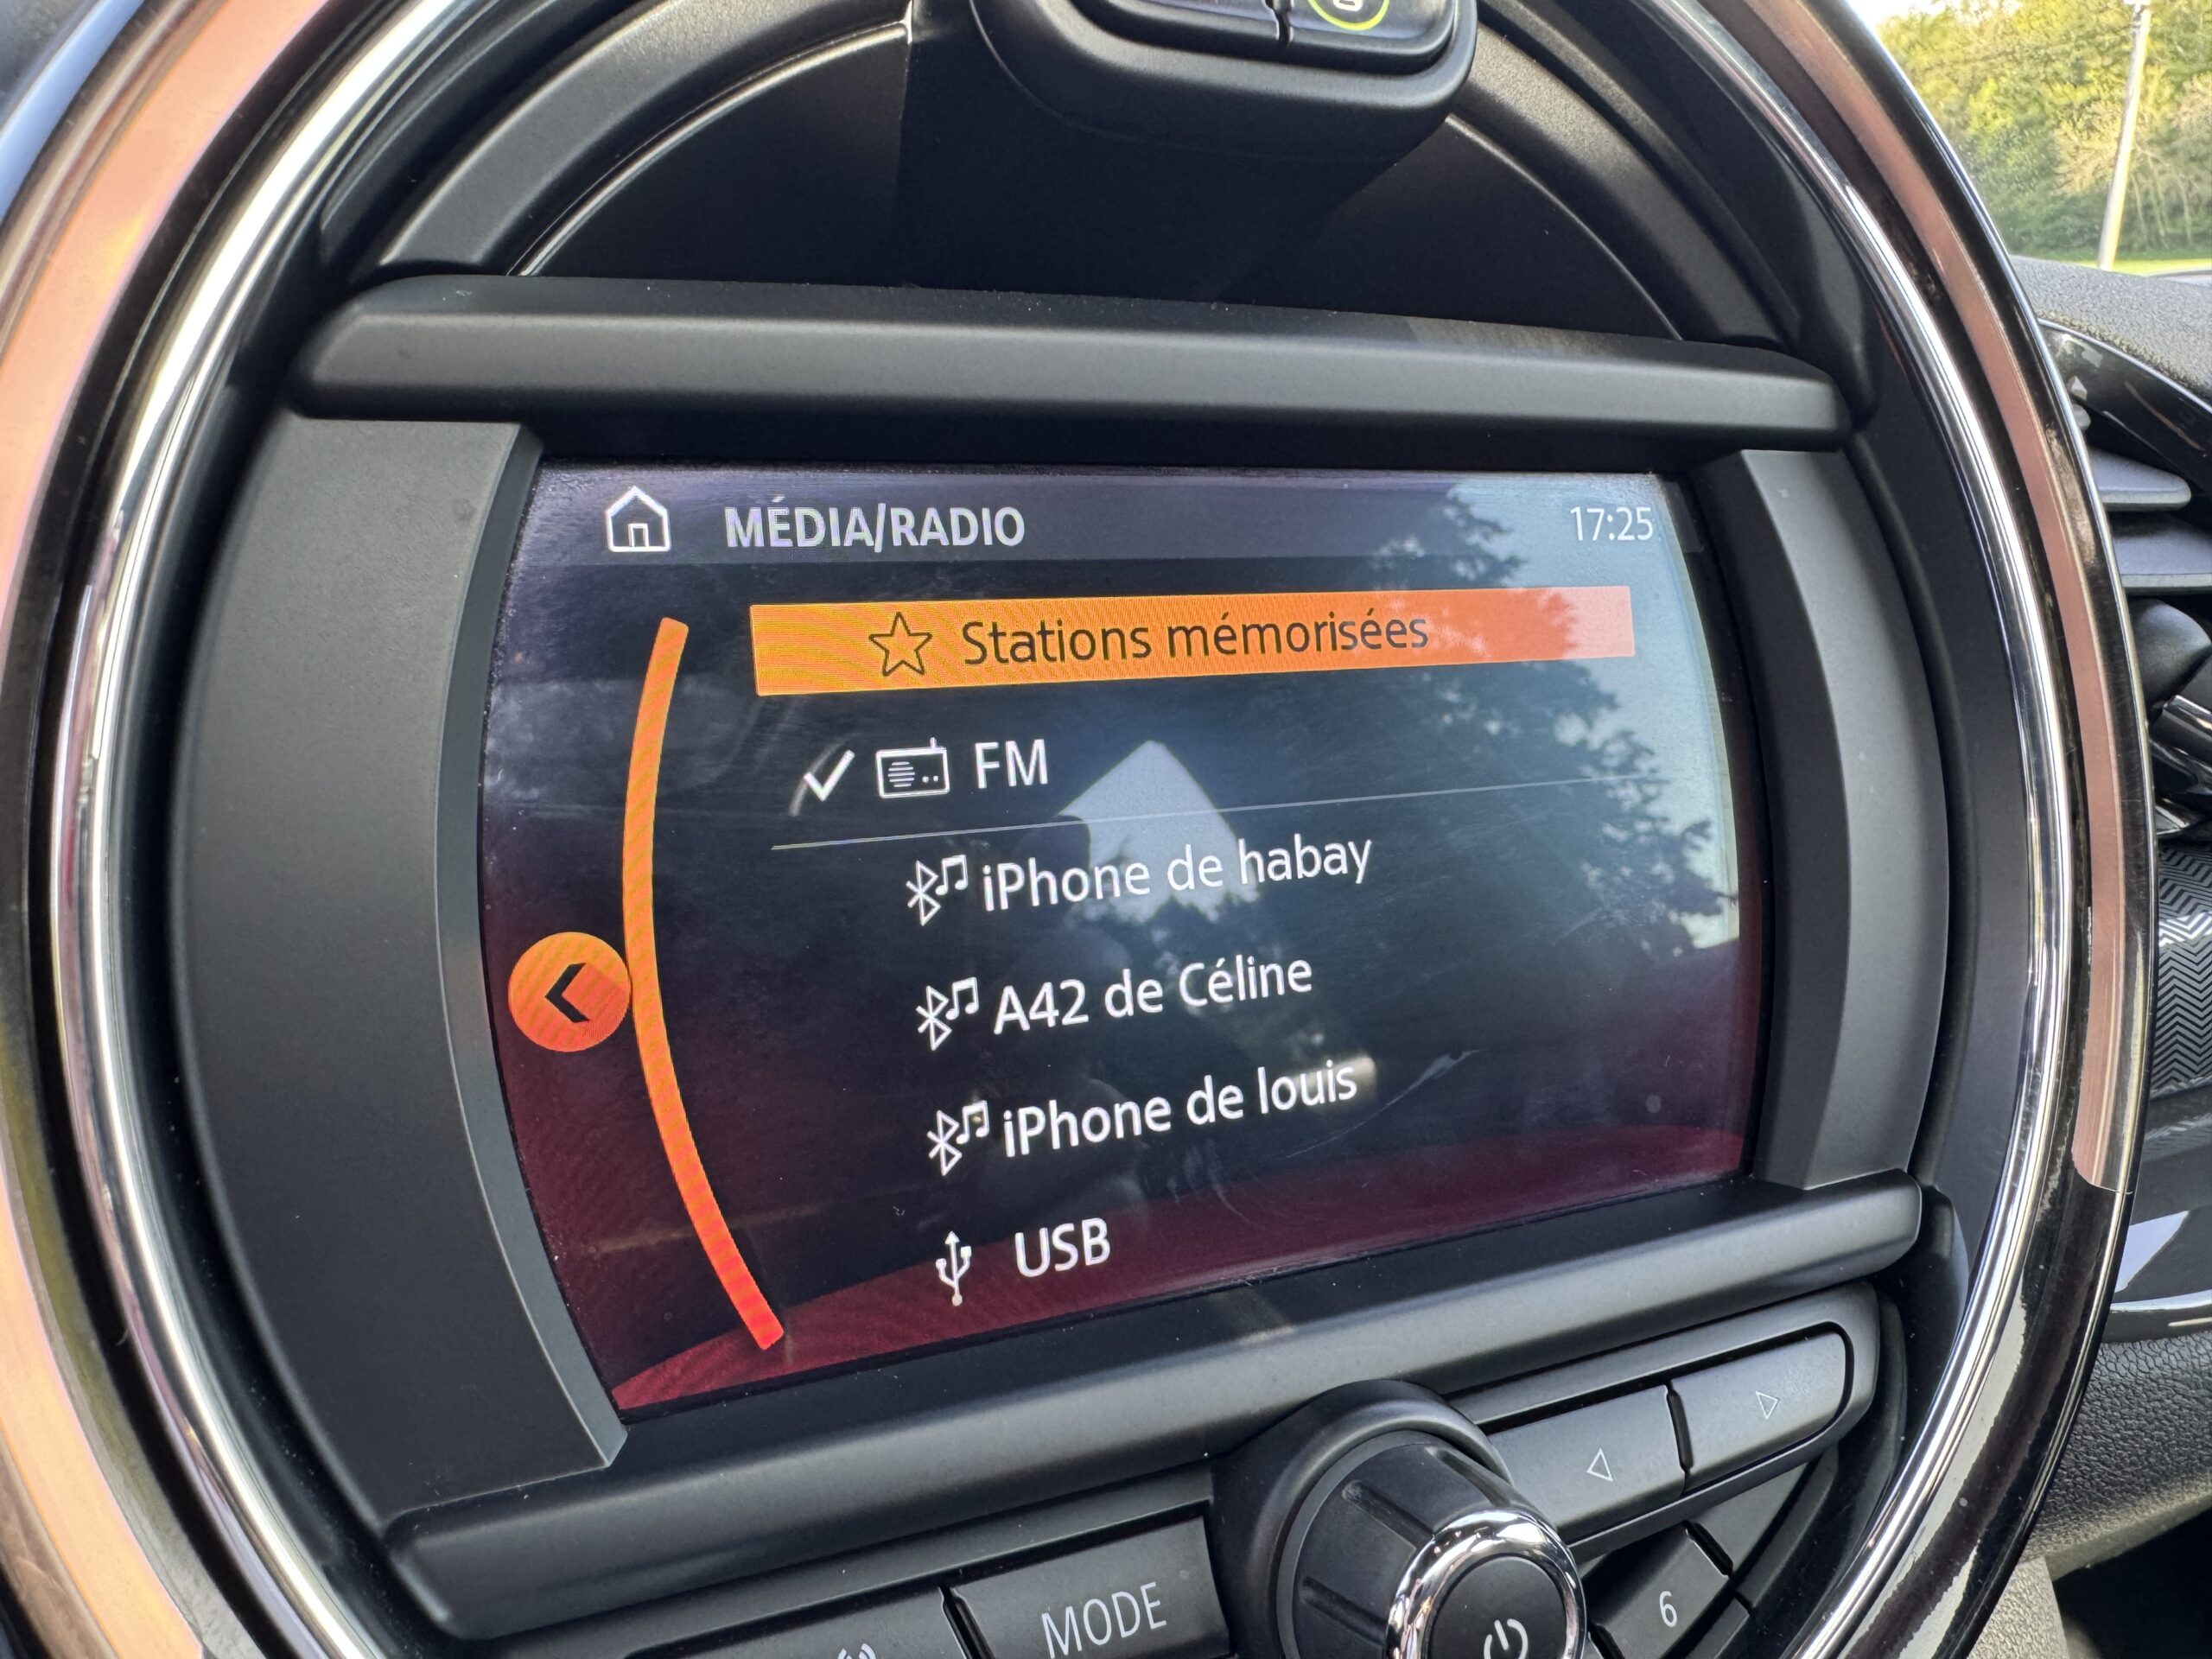 MÉDIA/RADIO 17:25
Stations mémorisées
FM
iPhone de habay
A42 de Céline
iPhone de louis
USB
MODE
6